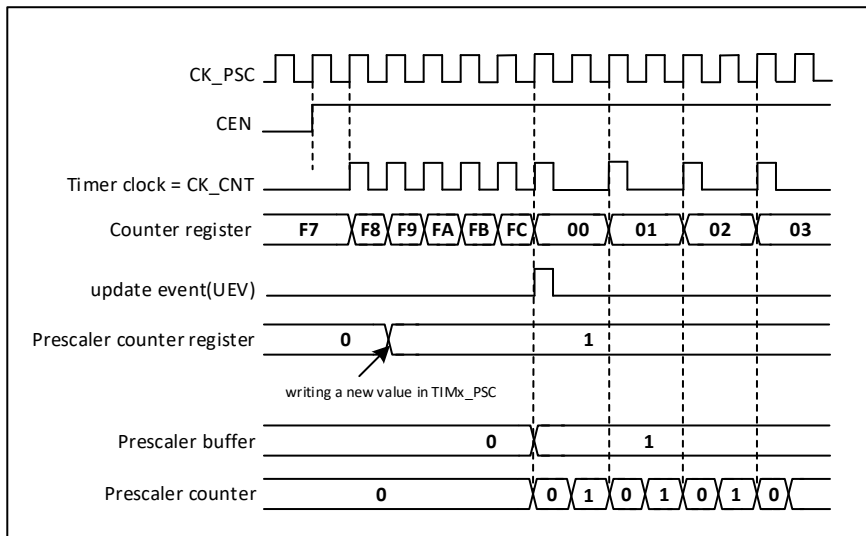 CK_PSC
CEN
Timer clock = CK_CNT
Counter register F7 F8 F9 FA FB FC 00 01 02 03
update event(UEV)
Prescaler counter register 0 1
writing a new value in TIMx_PSC
Prescaler buffer 0 1
Prescaler counter 0 0 1 0 1 0 1 0